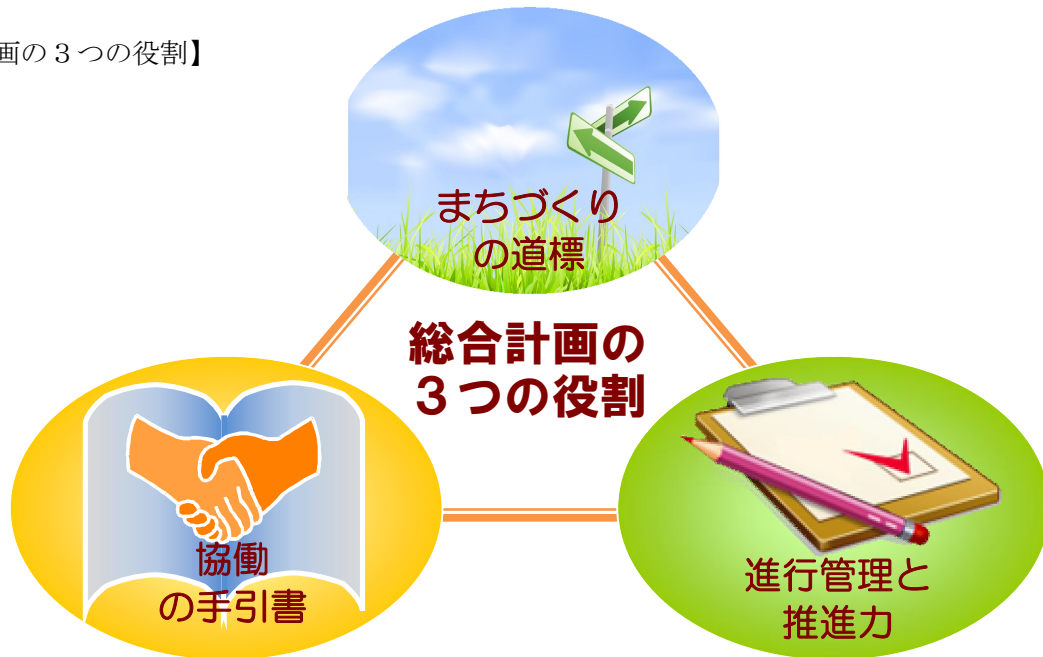 画の３つの役割】
まちづくり
の道標
総合計画の
３つの役割
協働
の手引書
進行管理と
推進力